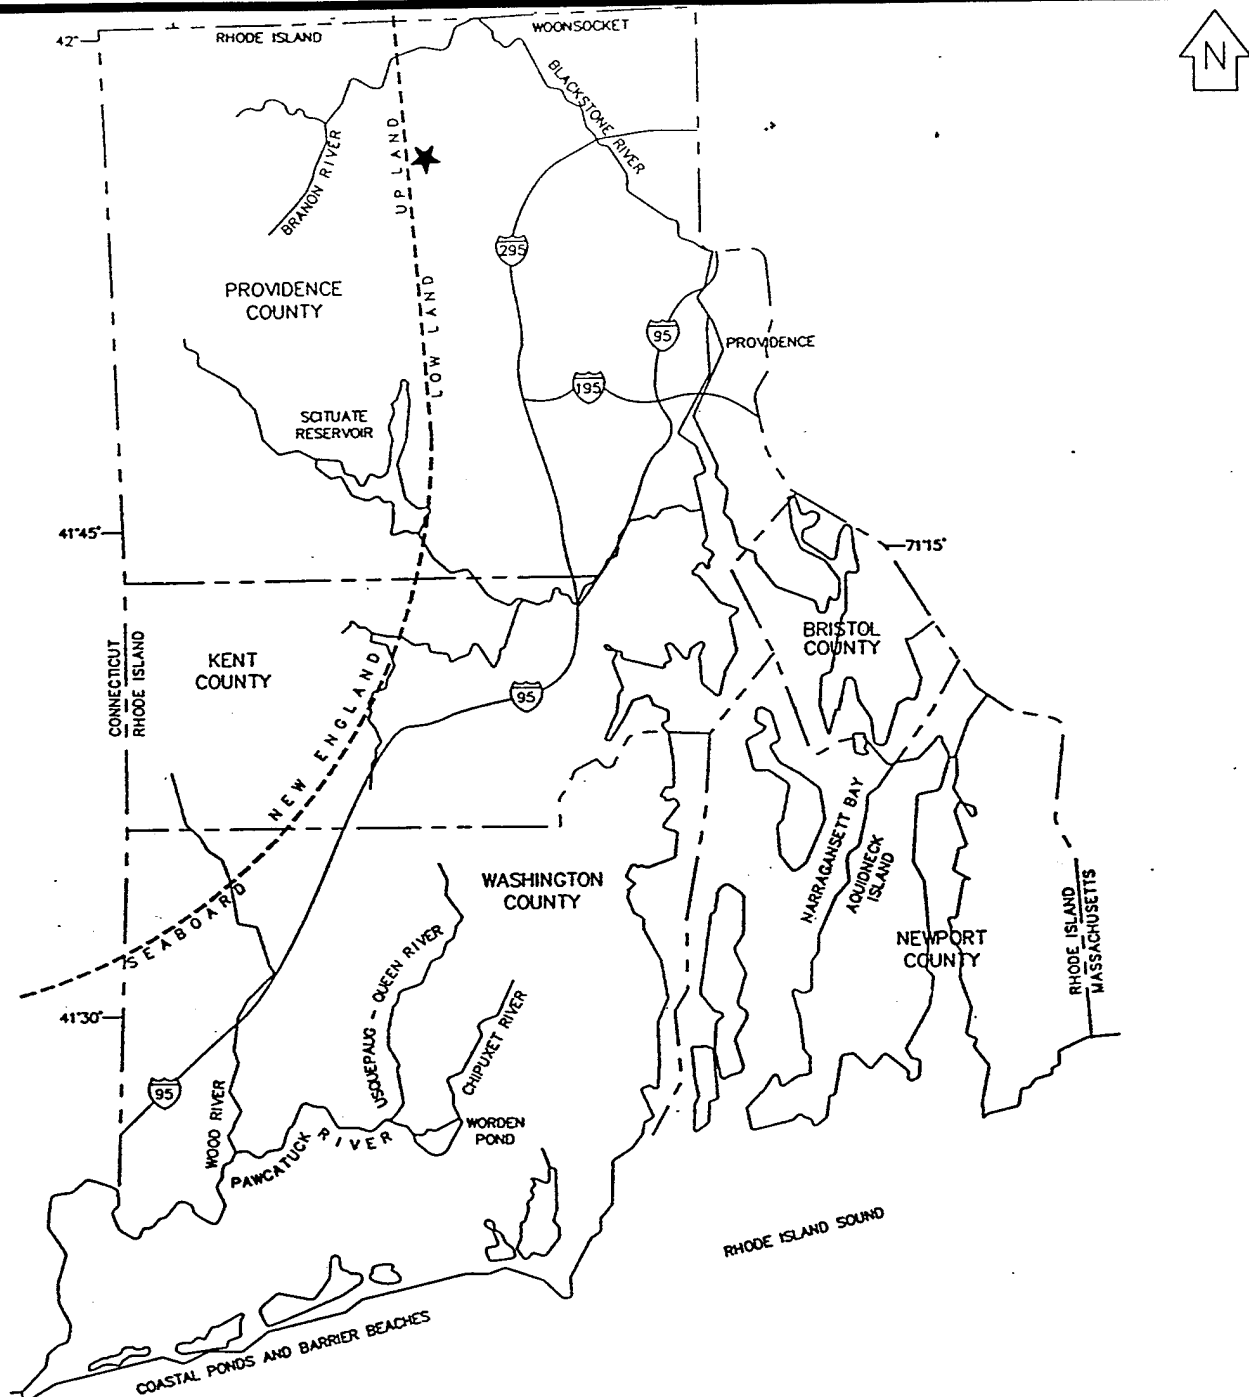 42°
RHODE ISLAND
WOONSOCKET
N
BLACKSTONE RIVER
BRANON RIVER
UP LAND
LOW LAND
295
PROVIDENCE
COUNTY
95
PROVIDENCE
195
SCITUATE
RESERVOIR
41°45'
71°15'
CONNECTICUT
RHODE ISLAND
KENT
COUNTY
BRISTOL
COUNTY
95
SEABOARD NEW ENGLAND
NARRAGANSETT BAY
AQUIDNECK
ISLAND
WASHINGTON
COUNTY
NEWPORT
COUNTY
RHODE ISLAND
MASSACHUSETTS
USQUEPAUG - QUEEN RIVER
CHIPUXET RIVER
41°30'
95
WOOD RIVER
PAWCATUCK RIVER
WORDEN
POND
RHODE ISLAND SOUND
COASTAL PONDS AND BARRIER BEACHES